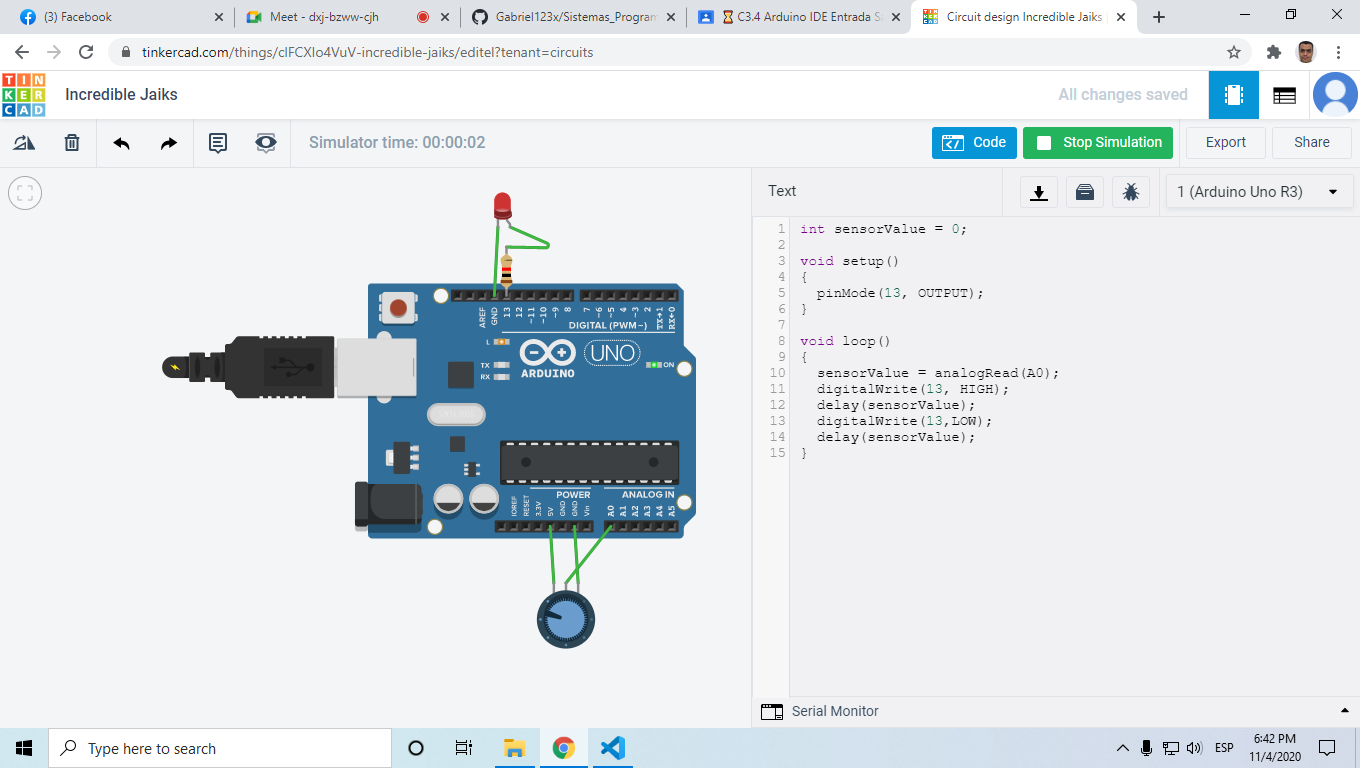 (3) Facebook
Meet - dxj-bzww-cjh
Gabriel123x/Sistemas_Program
C3.4 Arduino IDE Entrada S
Circuit design Incredible Jaiks
tinkercad.com/things/clFCXIo4VuV-incredible-jaiks/editel?tenant=circuits
TINKERCAD
Incredible Jaiks
All changes saved
Simulator time: 00:00:02
Code
Stop Simulation
Export
Share
Text
1 (Arduino Uno R3)
1 int sensorValue = 0;
2
3 void setup()
4 {
5 pinMode(13, OUTPUT);
6 }
7
8 void loop()
9 {
10 sensorValue = analogRead(A0);
11 digitalWrite(13, HIGH);
12 delay(sensorValue);
13 digitalWrite(13,LOW);
14 delay(sensorValue);
15 }
AREF GND 13 12 ~11 ~10 ~9 8 7 ~6 ~5 4 ~3 2 TX→1 RX←0
DIGITAL (PWM~)
L
TX
RX
ARDUINO
UNO
ON
POWER
ANALOG IN
IOREF RESET 3.3V 5V GND GND Vin A0 A1 A2 A3 A4 A5
Serial Monitor
Type here to search
ESP
6:42 PM
11/4/2020